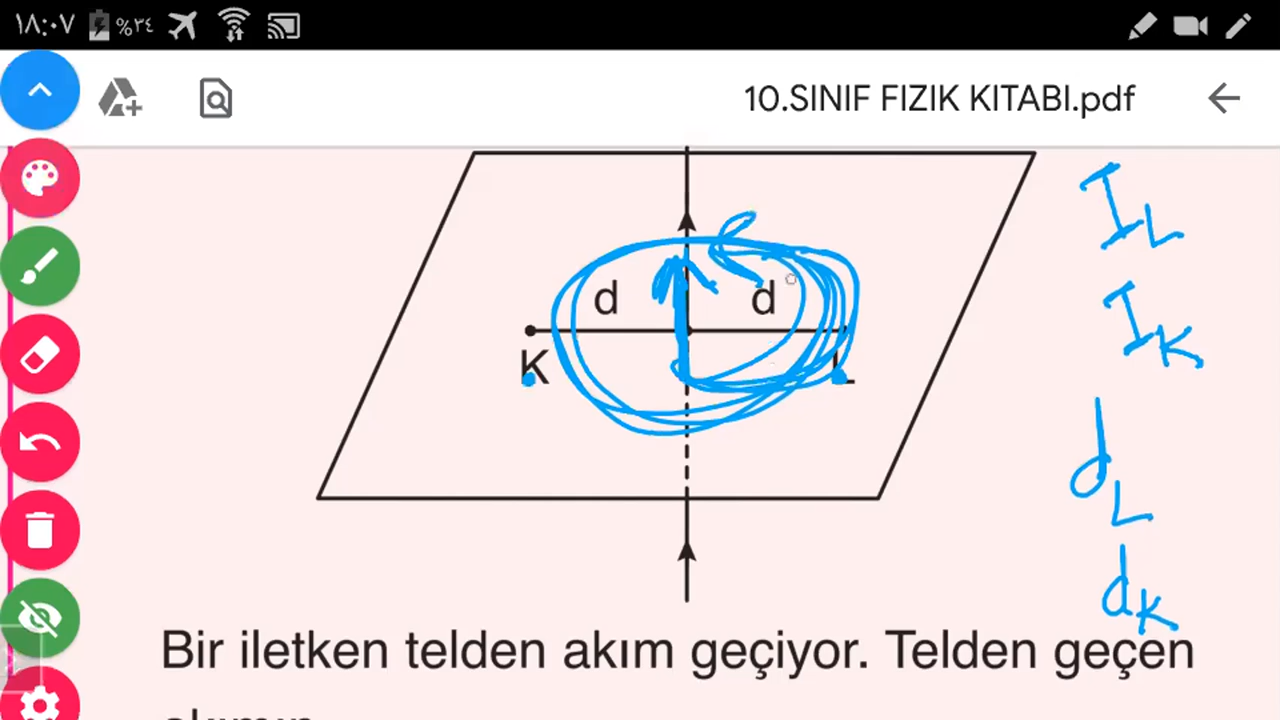 ١٨:٠٧ %٣٤
10.SINIF FIZIK KITABI.pdf
I_L
d d
I_K
K L
d_L
d_K
Bir iletken telden akım geçiyor. Telden geçen